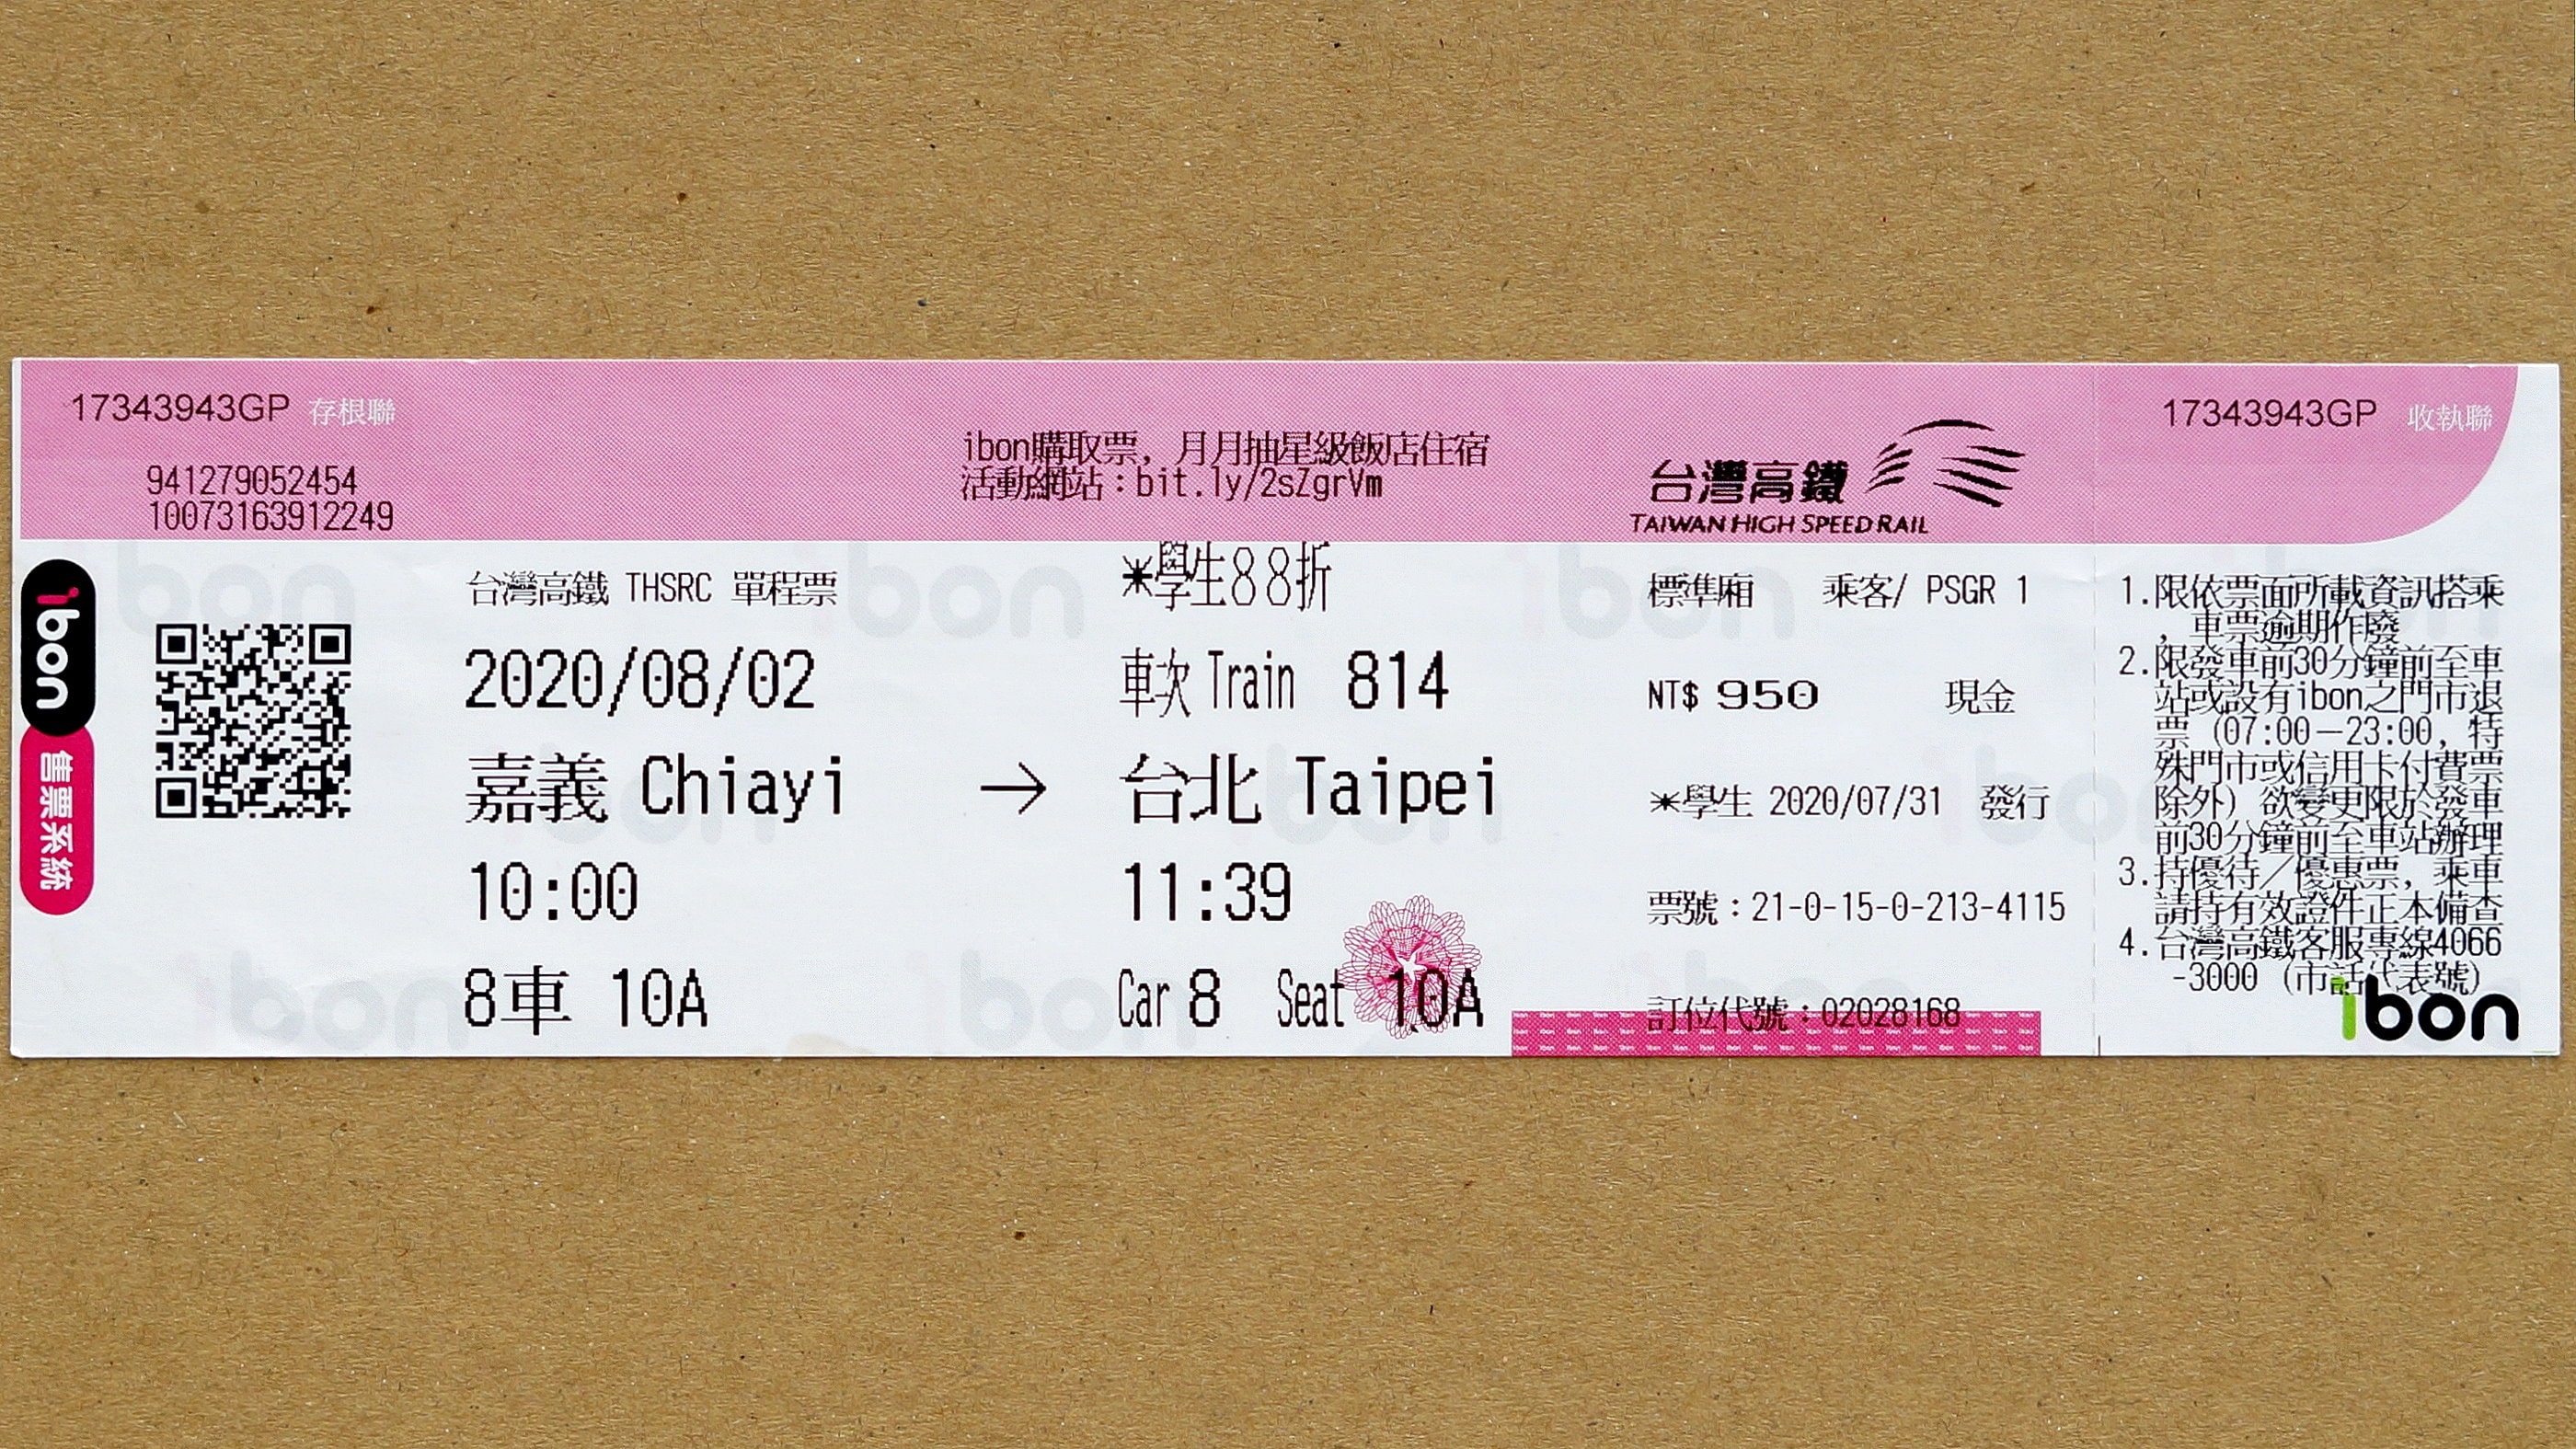 17343943GP 存根聯
941279052454
10073163912249
ibon購取票，月月抽星級飯店住宿
活動網站：bit.ly/2sZgrVm
台灣高鐵
TAIWAN HIGH SPEED RAIL
17343943GP 收執聯
ibon
售票系統
台灣高鐵 THSRC 單程票
*學生88折
2020/08/02
車次 Train 814
嘉義 Chiayi → 台北 Taipei
10:00
11:39
8車 10A
Car 8 Seat 10A
標準廂 乘客/ PSGR 1
NT$ 950 現金
*學生 2020/07/31 發行
票號：21-0-15-0-213-4115
訂位代號：02028168
1.限依票面所載資訊搭乘
，車票逾期作廢
2.限發車前30分鐘前至車
站或設有ibon之門市退
票（07:00－23:00，特
殊門市或信用卡付費票
除外）欲變更限於發車
前30分鐘前至車站辦理
3.持優待／優惠票，乘車
請持有效證件正本備查
4.台灣高鐵客服專線4066
-3000（市話代表號）
ibon